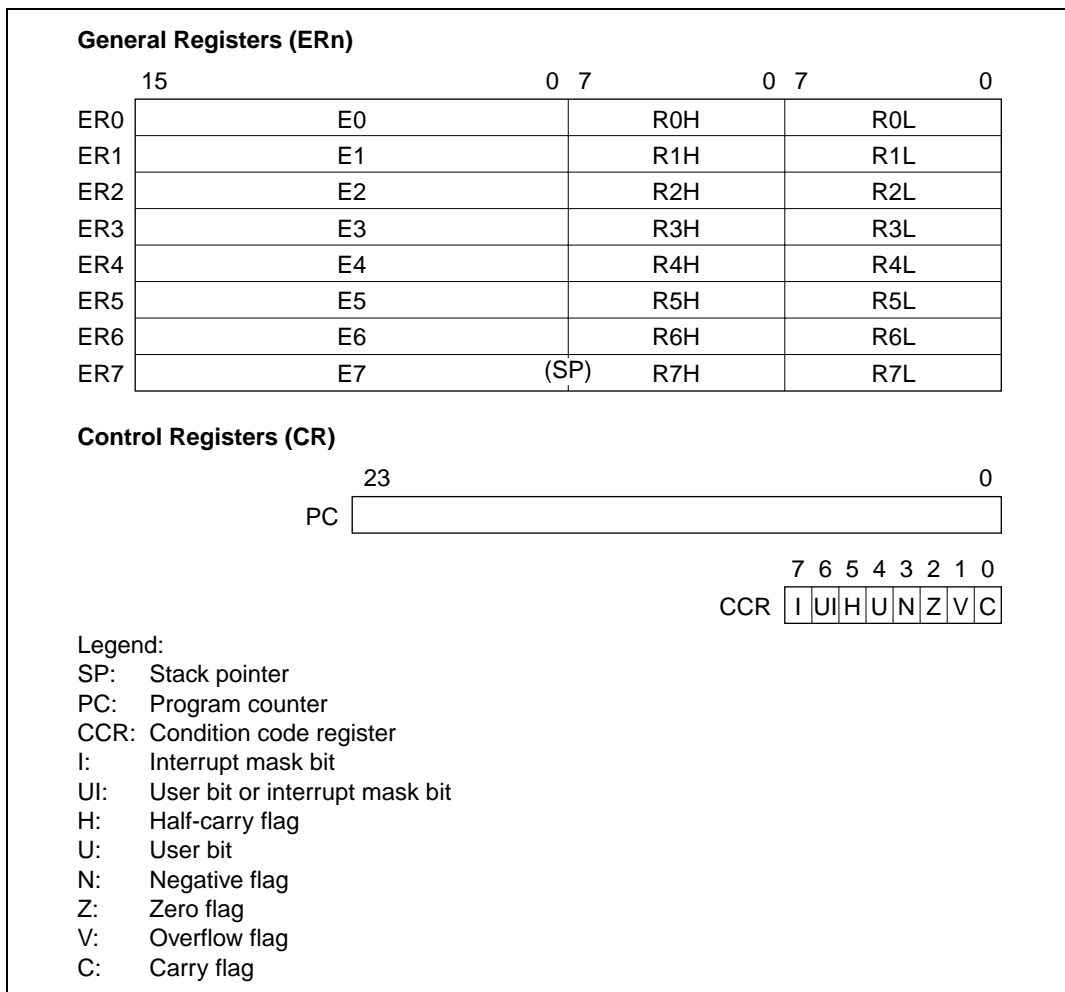 General Registers (ERn)
15 0 7 0 7 0
ER0 E0 R0H R0L
ER1 E1 R1H R1L
ER2 E2 R2H R2L
ER3 E3 R3H R3L
ER4 E4 R4H R4L
ER5 E5 R5H R5L
ER6 E6 R6H R6L
ER7 E7 (SP) R7H R7L
Control Registers (CR)
23 0
PC
7 6 5 4 3 2 1 0
CCR I UI H U N Z V C
Legend:
SP: Stack pointer
PC: Program counter
CCR: Condition code register
I: Interrupt mask bit
UI: User bit or interrupt mask bit
H: Half-carry flag
U: User bit
N: Negative flag
Z: Zero flag
V: Overflow flag
C: Carry flag